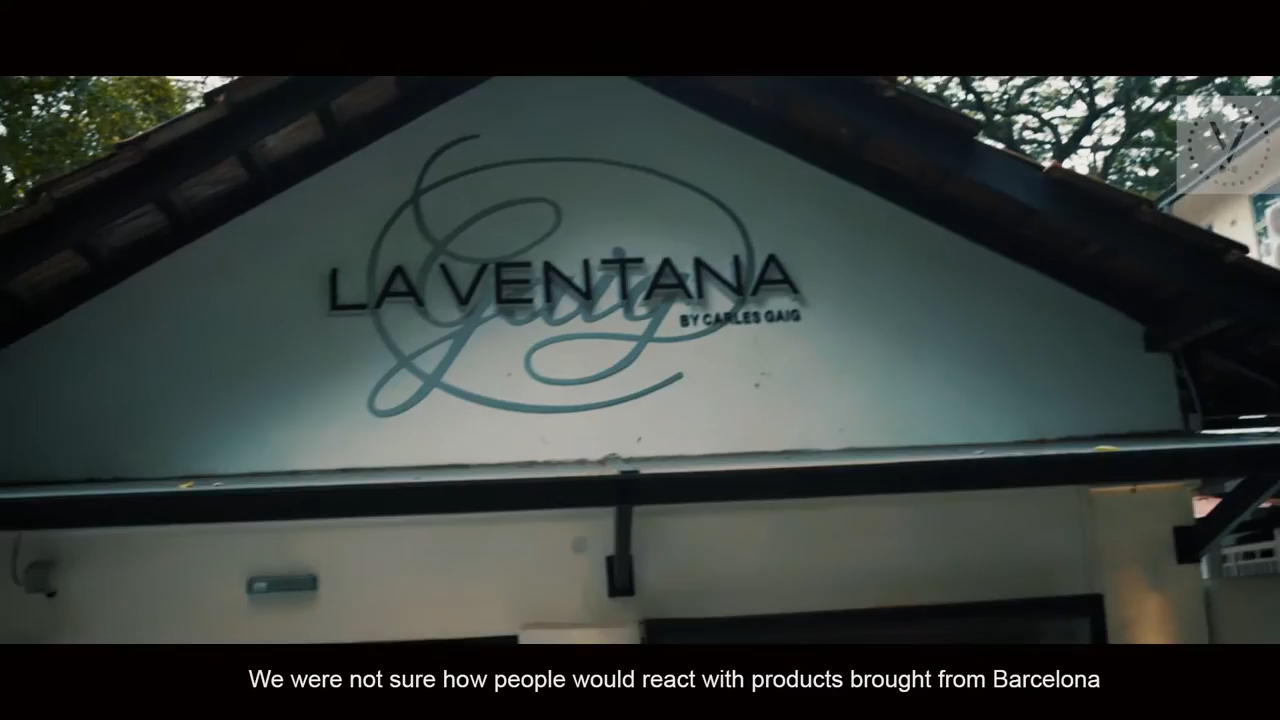 Gaig
LA VENTANA
BY CARLES GAIG
V
We were not sure how people would react with products brought from Barcelona